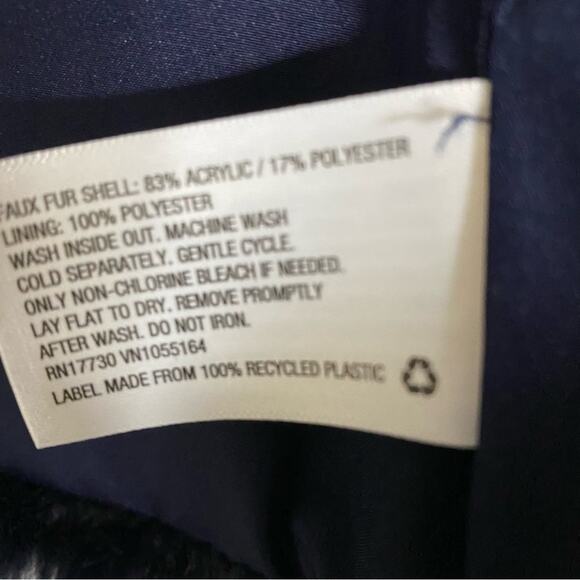 FAUX FUR SHELL: 83% ACRYLIC / 17% POLYESTER
LINING: 100% POLYESTER
WASH INSIDE OUT. MACHINE WASH
COLD SEPARATELY. GENTLE CYCLE.
ONLY NON-CHLORINE BLEACH IF NEEDED.
LAY FLAT TO DRY. REMOVE PROMPTLY
AFTER WASH. DO NOT IRON.
RN17730 VN1055164
LABEL MADE FROM 100% RECYCLED PLASTIC